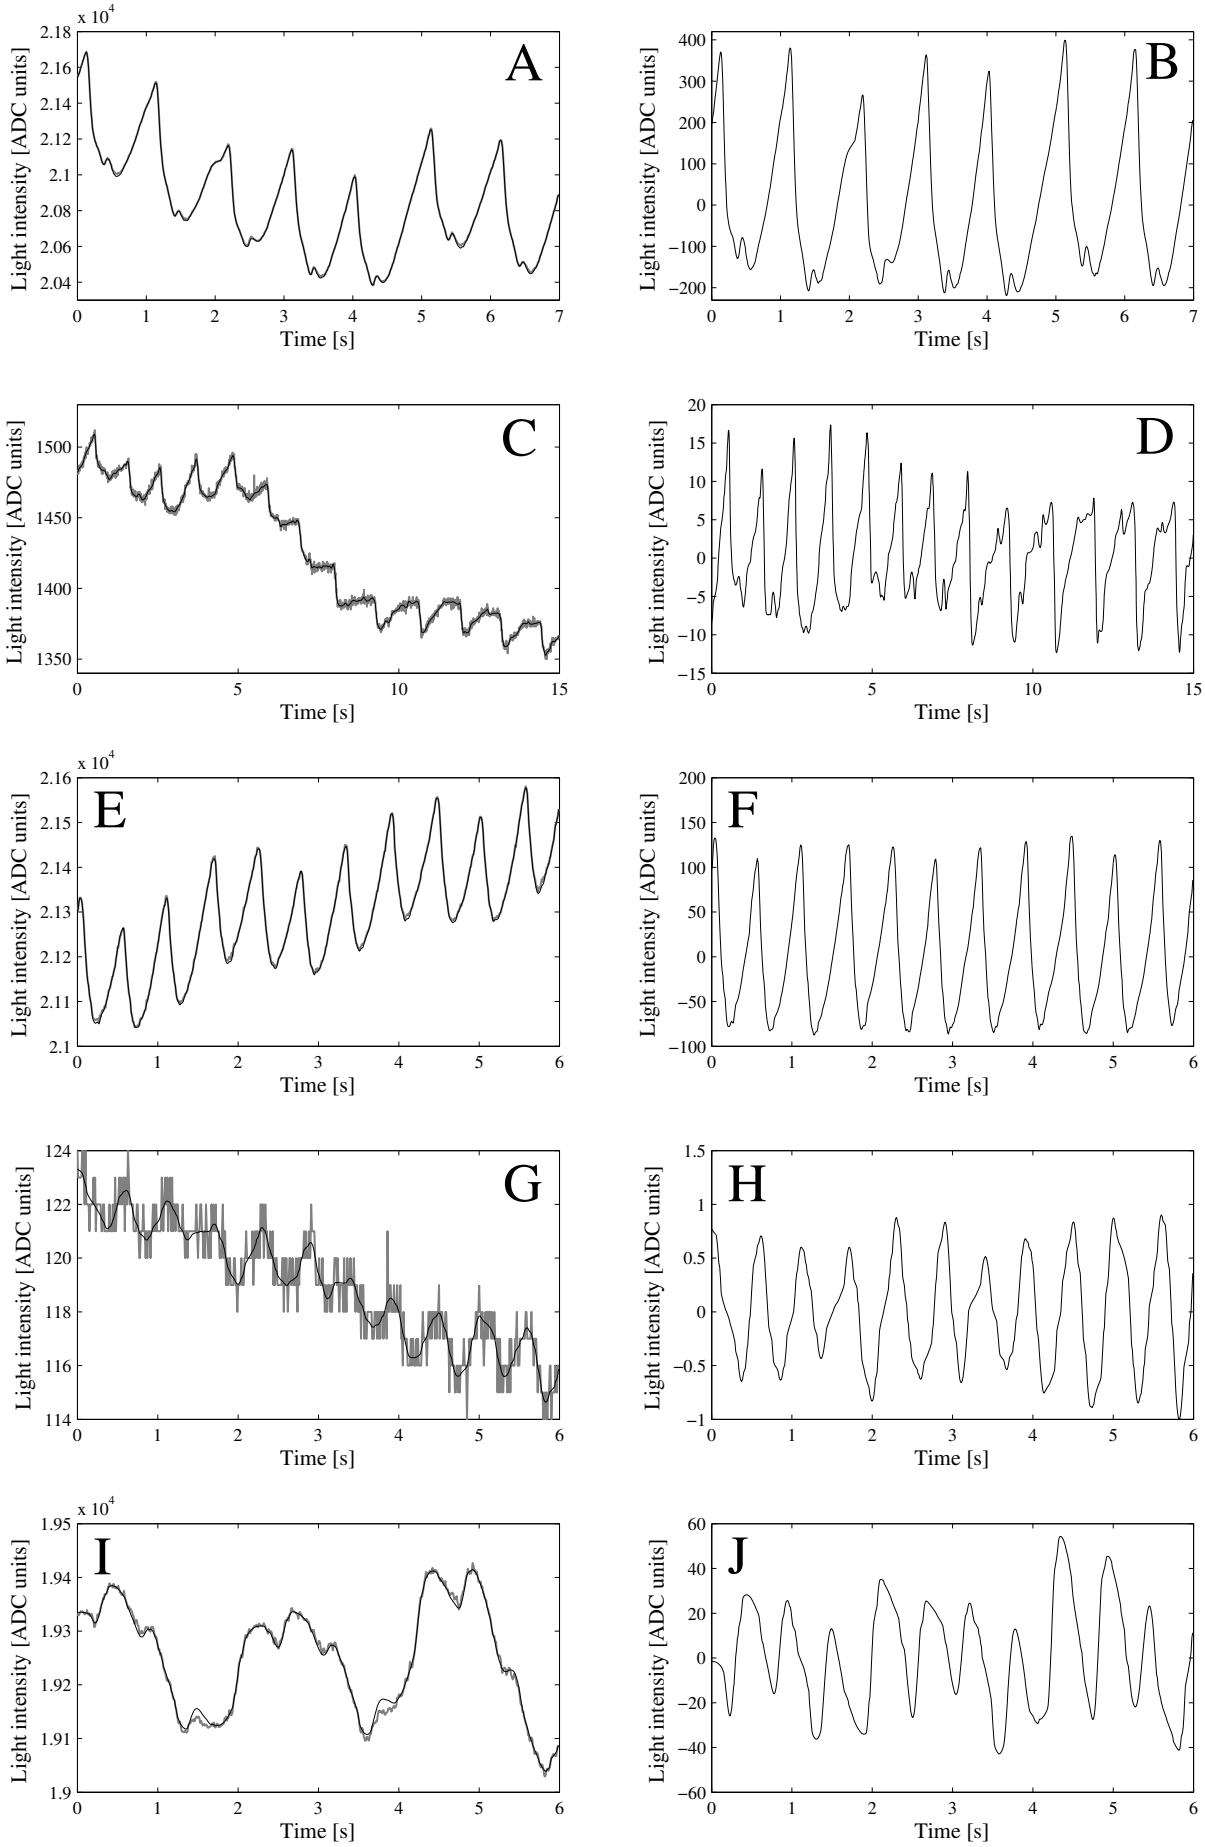 x 10⁴
2.18
2.16
2.14
2.11
2.1
2.08
2.06
2.04
0 1 2 3 4 5 6 7
Time [s]
Light intensity [ADC units]
A
400
300
200
100
0
−100
−200
0 1 2 3 4 5 6 7
Time [s]
Light intensity [ADC units]
B
1500
1450
1400
1350
0 5 10 15
Time [s]
Light intensity [ADC units]
C
20
15
10
5
0
−5
−10
−15
0 5 10 15
Time [s]
Light intensity [ADC units]
D
x 10⁴
2.16
2.15
2.14
2.13
2.12
2.11
2.1
0 1 2 3 4 5 6
Time [s]
Light intensity [ADC units]
E
200
150
100
50
0
−50
−100
0 1 2 3 4 5 6
Time [s]
Light intensity [ADC units]
F
124
122
120
118
116
114
0 1 2 3 4 5 6
Time [s]
Light intensity [ADC units]
G
1.5
1
0.5
0
−0.5
−1
0 1 2 3 4 5 6
Time [s]
Light intensity [ADC units]
H
x 10⁴
1.95
1.94
1.93
1.92
1.91
1.9
0 1 2 3 4 5 6
Time [s]
Light intensity [ADC units]
I
60
40
20
0
−20
−40
−60
0 1 2 3 4 5 6
Time [s]
Light intensity [ADC units]
J